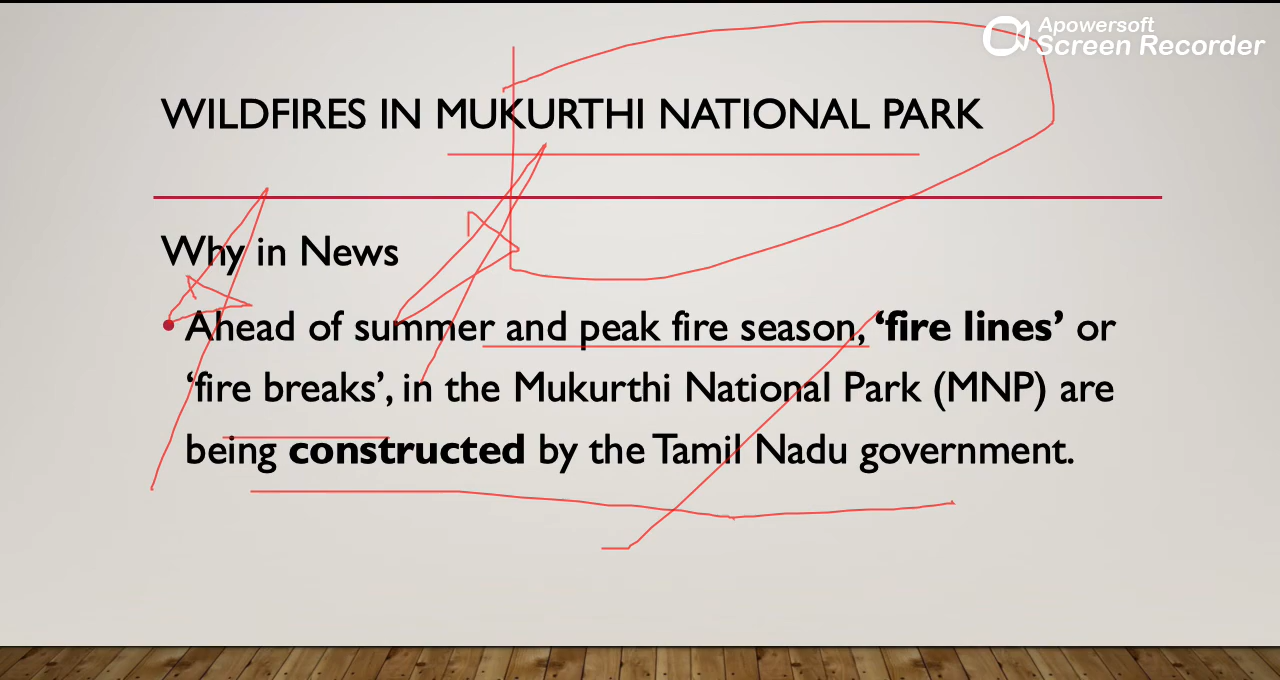 Apowersoft
Screen Recorder
WILDFIRES IN MUKURTHI NATIONAL PARK
Why in News
• Ahead of summer and peak fire season, ‘fire lines’ or
‘fire breaks’, in the Mukurthi National Park (MNP) are
being constructed by the Tamil Nadu government.